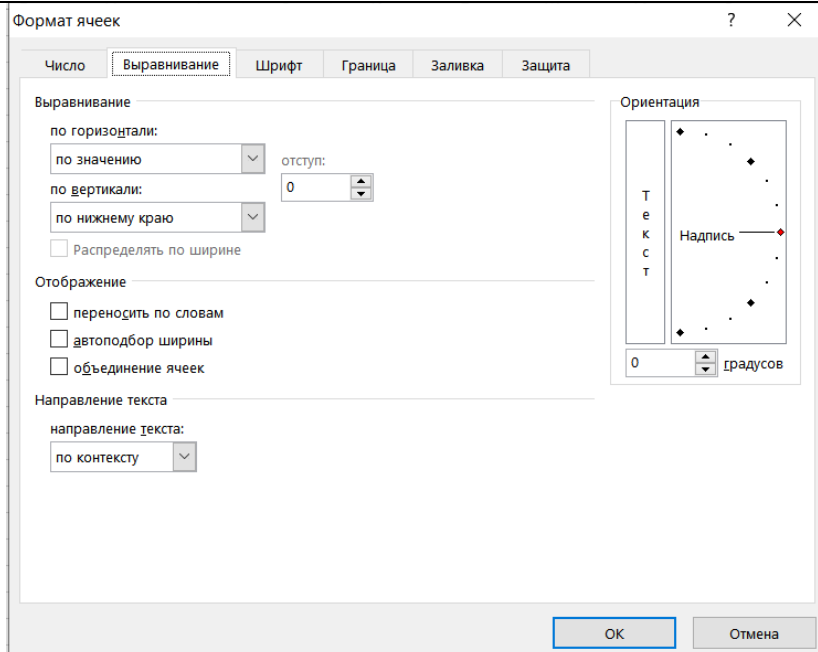 Формат ячеек ?
Число Выравнивание Шрифт Граница Заливка Защита
Выравнивание
по горизонтали:
по значению
отступ:
0
по вертикали:
по нижнему краю
Распределять по ширине
Отображение
переносить по словам
автоподбор ширины
объединение ячеек
Направление текста
направление текста:
по контексту
Ориентация
Т
е
к
с
т
Надпись
0 градусов
ОК Отмена